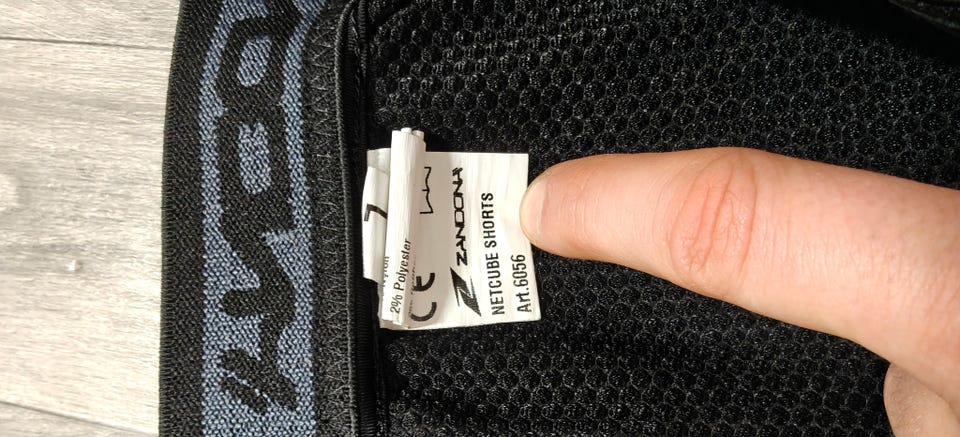 ZANDONA
NETCUBE SHORTS
Art.6056
CE
2% Polyester